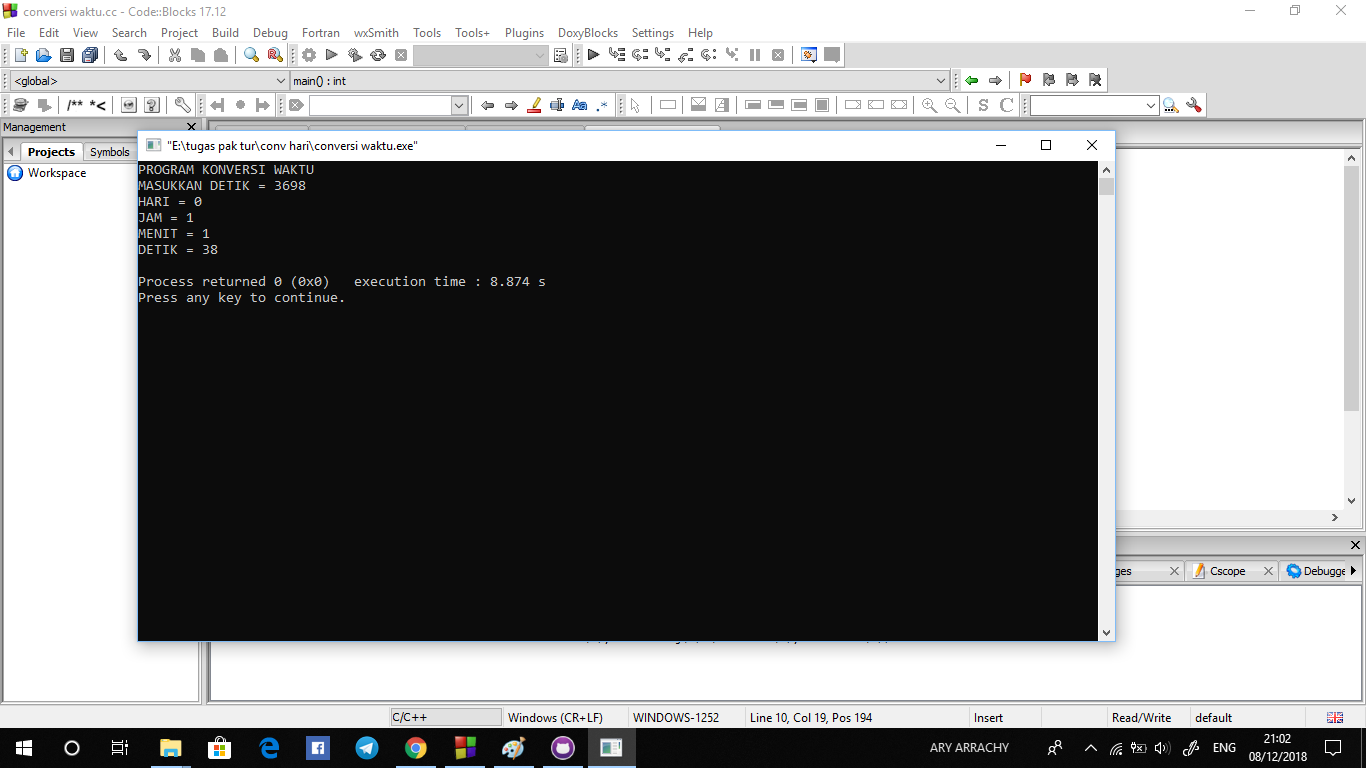 conversi waktu.cc - Code::Blocks 17.12
File Edit View Search Project Build Debug Fortran wxSmith Tools Tools+ Plugins DoxyBlocks Settings Help
<global> main() : int
/** *<
Aa .*
S C
Management
Projects Symbols
Workspace
"E:\tugas pak tur\conv hari\conversi waktu.exe"
PROGRAM KONVERSI WAKTU
MASUKKAN DETIK = 3698
HARI = 0
JAM = 1
MENIT = 1
DETIK = 38
Process returned 0 (0x0) execution time : 8.874 s
Press any key to continue.
ges Cscope Debugge
C/C++ Windows (CR+LF) WINDOWS-1252 Line 10, Col 19, Pos 194 Insert Read/Write default
ARY ARRACHY ENG 21:02
08/12/2018